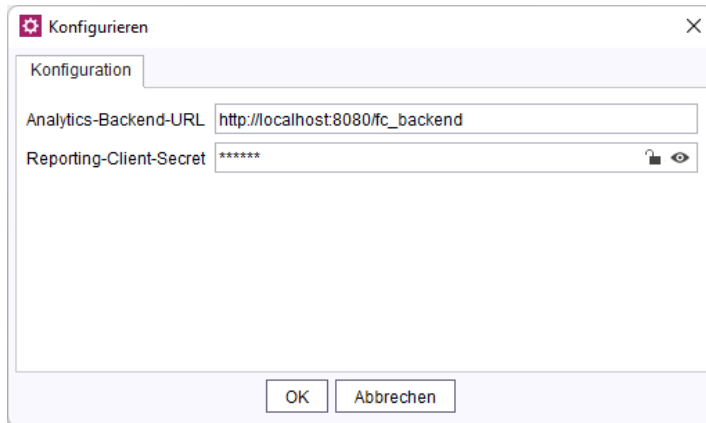 Konfigurieren
Konfiguration
Analytics-Backend-URL http://localhost:8080/fc_backend
Reporting-Client-Secret ******
OK Abbrechen